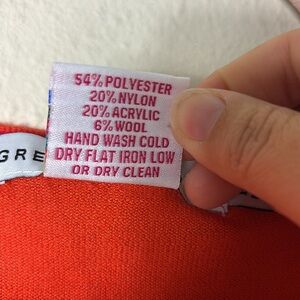 54% POLYESTER
20% NYLON
20% ACRYLIC
6% WOOL
HAND WASH COLD
DRY FLAT IRON LOW
OR DRY CLEAN
GRE